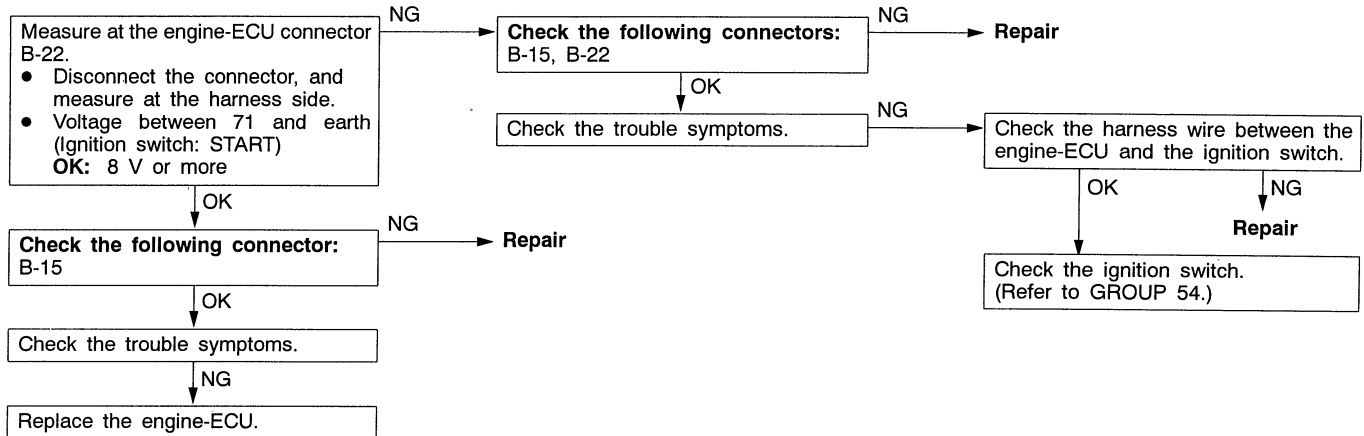 Measure at the engine-ECU connector
B-22.
● Disconnect the connector, and
measure at the harness side.
● Voltage between 71 and earth
(Ignition switch: START)
OK: 8 V or more
NG
Check the following connectors:
B-15, B-22
NG
Repair
OK
Check the trouble symptoms.
NG
Check the harness wire between the
engine-ECU and the ignition switch.
OK
NG
Repair
Check the ignition switch.
(Refer to GROUP 54.)
OK
Check the following connector:
B-15
NG
Repair
OK
Check the trouble symptoms.
NG
Replace the engine-ECU.